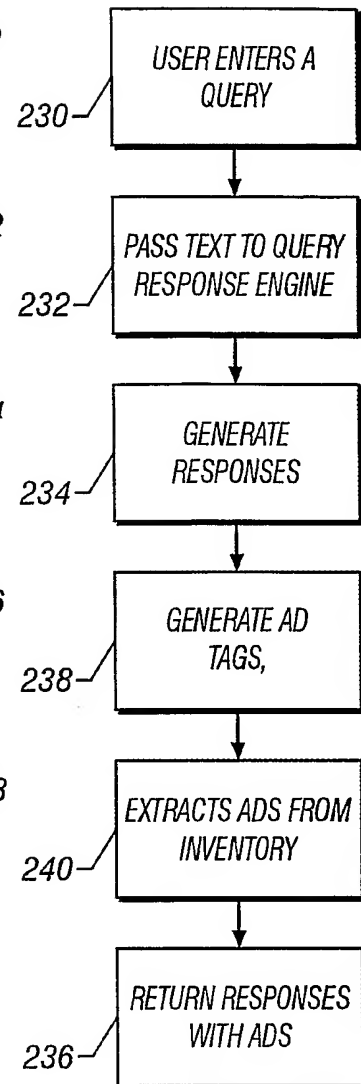 USER ENTERS A
QUERY
230
PASS TEXT TO QUERY
RESPONSE ENGINE
232
GENERATE
RESPONSES
234
GENERATE AD
TAGS,
238
EXTRACTS ADS FROM
INVENTORY
240
RETURN RESPONSES
WITH ADS
236